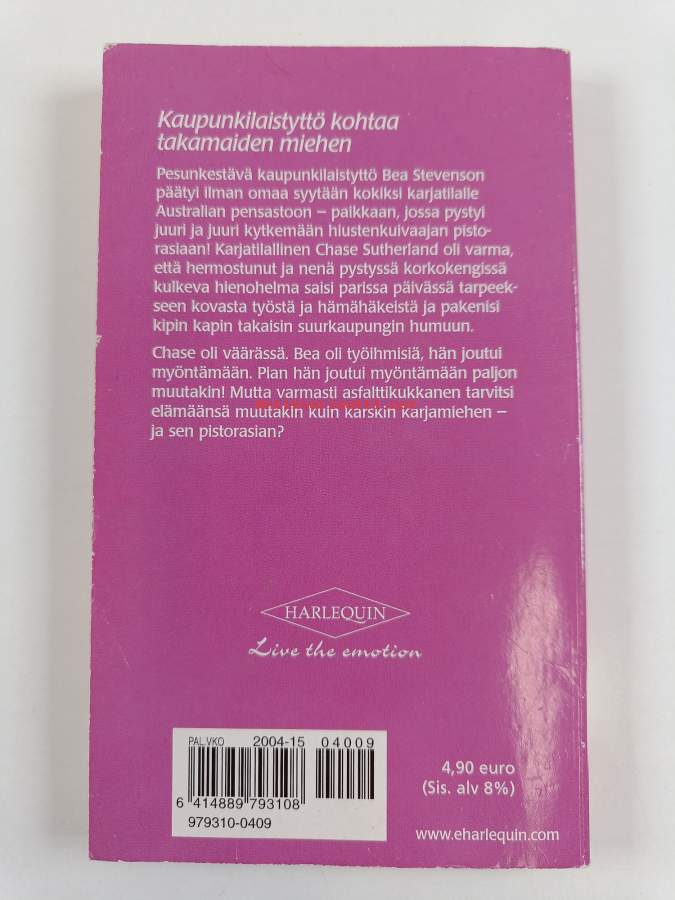 Kaupunkilaistyttö kohtaa
takamaiden miehen
Pesunkestävä kaupunkilaistyttö Bea Stevenson
päätyi ilman omaa syytään kokiksi karjatilalle
Australian pensastoon – paikkaan, jossa pystyi
juuri ja juuri kytkemään hiustenkuivaajan pisto-
rasiaan! Karjatilallinen Chase Sutherland oli varma,
että hermostunut ja nenä pystyssä korkokengissä
kulkeva hienohelma saisi parissa päivässä tarpeek-
seen kovasta työstä ja hämähäkeistä ja pakenisi
kipin kapin takaisin suurkaupungin humuun.
Chase oli väärässä. Bea oli työihmisiä, hän joutui
myöntämään. Pian hän joutui myöntämään paljon
muutakin! Mutta varmasti asfalttikukkanen tarvitsi
elämäänsä muutakin kuin karskin karjamiehen –
ja sen pistorasian?
HARLEQUIN
Live the emotion
PAL.VKO 2004-15 04009
6 414889 793108
979310-0409
4,90 euro
(Sis. alv 8%)
www.eharlequin.com